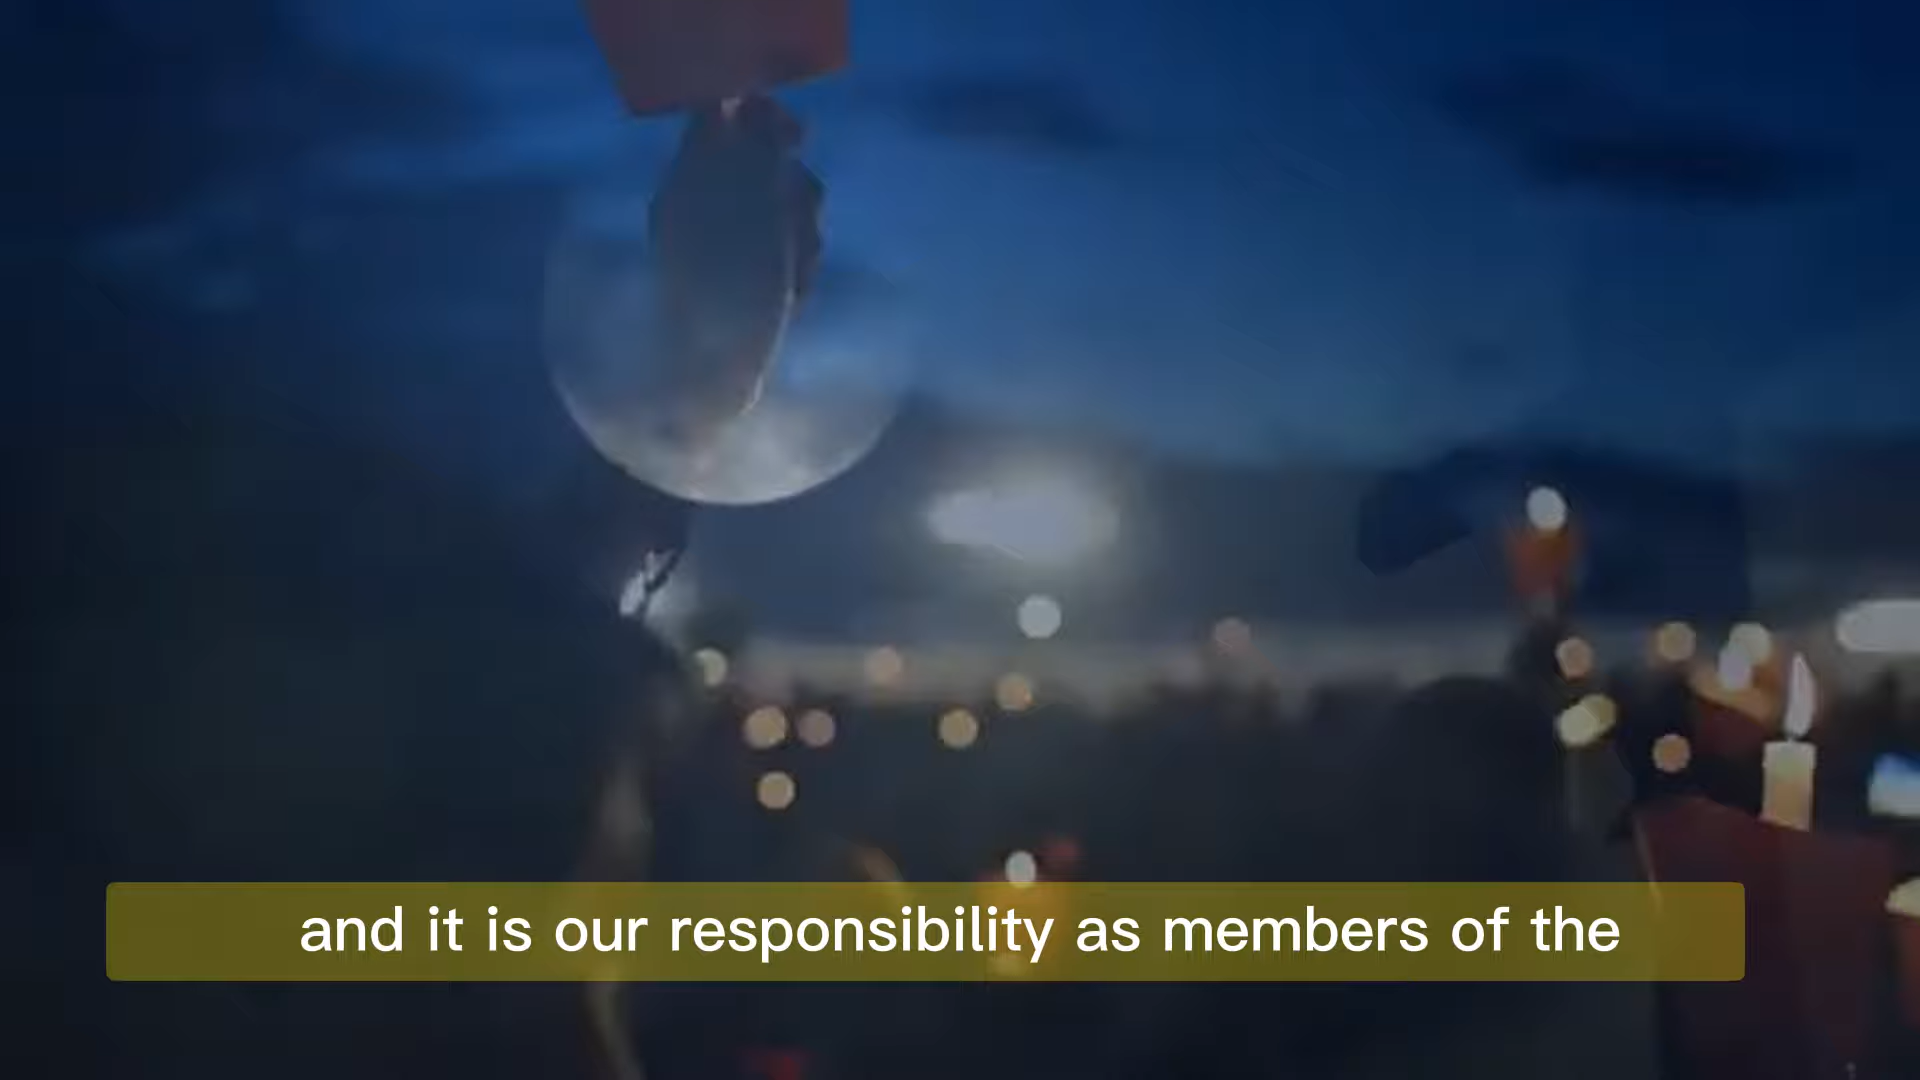 and it is our responsibility as members of the